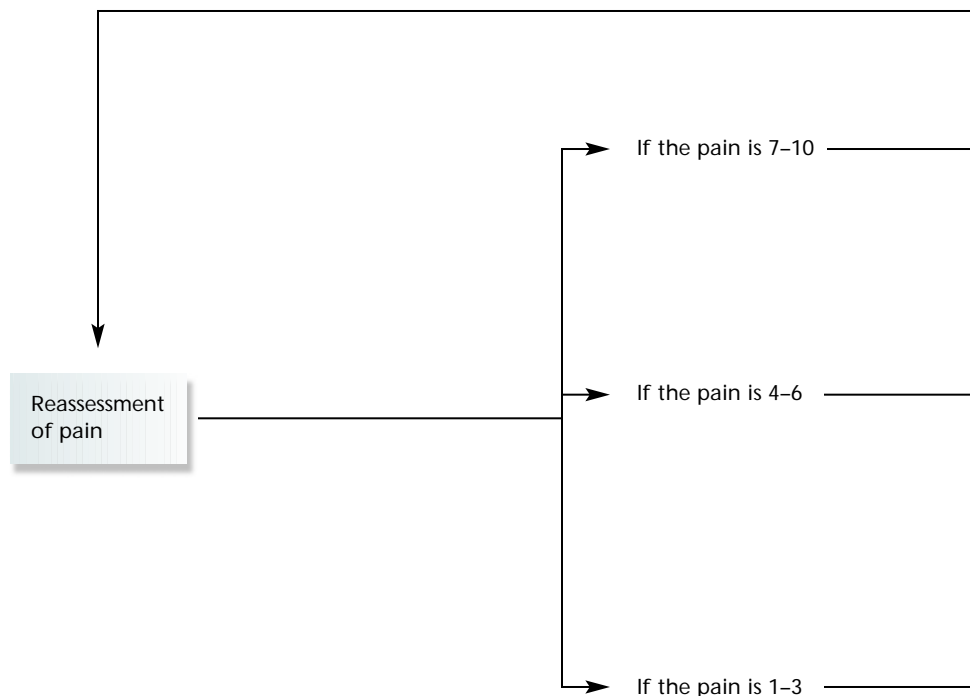 If the pain is 7–10
Reassessment
of pain
If the pain is 4–6
If the pain is 1–3